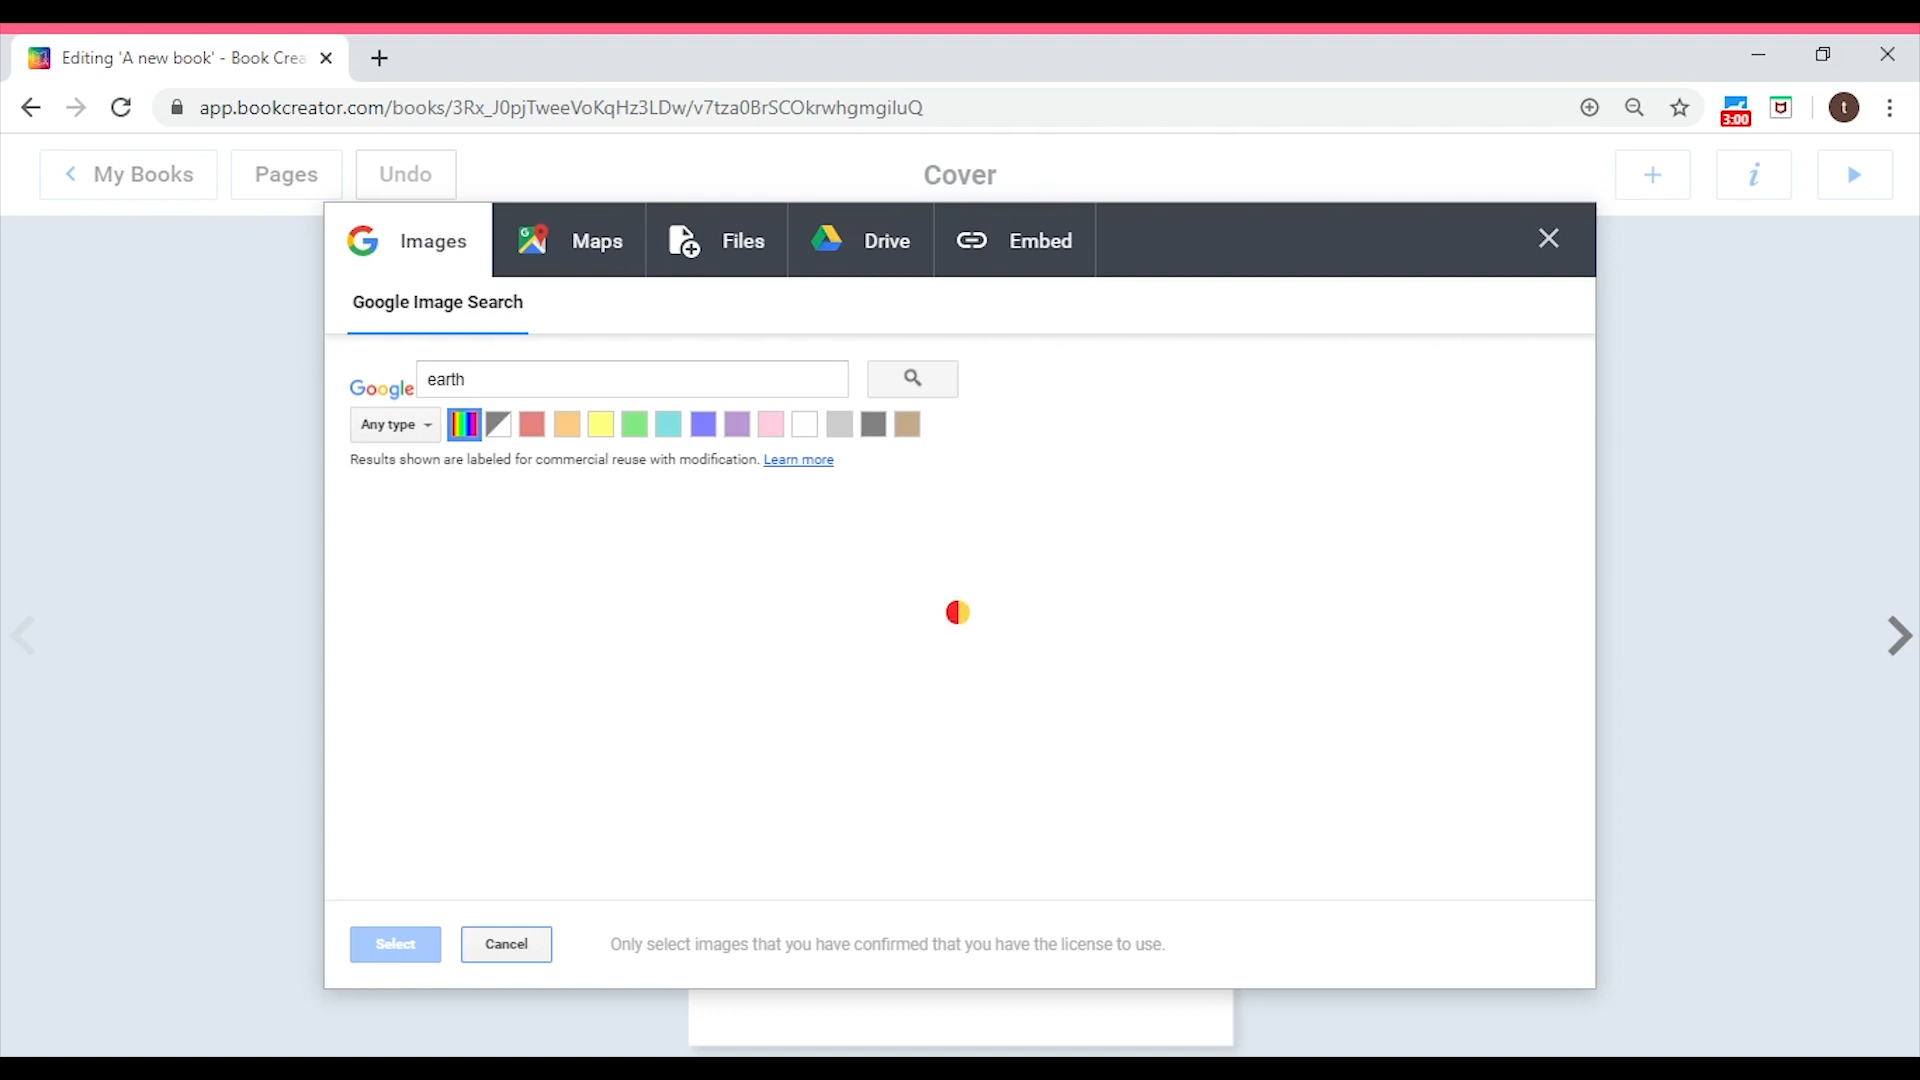 Editing 'A new book' - Book Crea
app.bookcreator.com/books/3Rx_J0pjTweeVoKqHz3LDw/v7tza0BrSCOkrwhgmgiluQ
3:00
t
My Books
Pages
Undo
Cover
i
Images
Maps
Files
Drive
Embed
Google Image Search
Google
earth
Any type
Results shown are labeled for commercial reuse with modification. Learn more
Select
Cancel
Only select images that you have confirmed that you have the license to use.